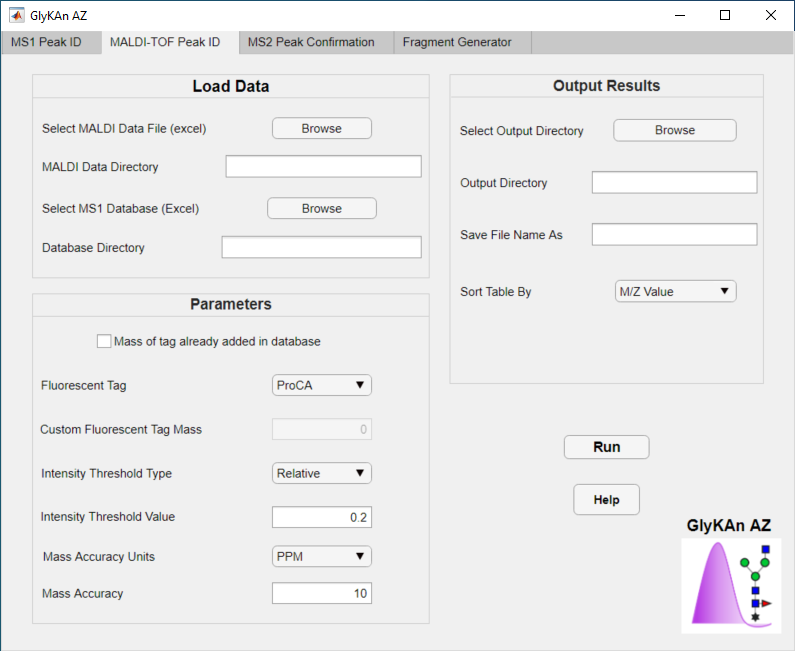 GlyKAn AZ
MS1 Peak ID
MALDI-TOF Peak ID
MS2 Peak Confirmation
Fragment Generator
Load Data
Select MALDI Data File (excel)
Browse
MALDI Data Directory
Select MS1 Database (Excel)
Browse
Database Directory
Parameters
Mass of tag already added in database
Fluorescent Tag
ProCA
Custom Fluorescent Tag Mass
0
Intensity Threshold Type
Relative
Intensity Threshold Value
0.2
Mass Accuracy Units
PPM
Mass Accuracy
10
Output Results
Select Output Directory
Browse
Output Directory
Save File Name As
Sort Table By
M/Z Value
Run
Help
GlyKAn AZ